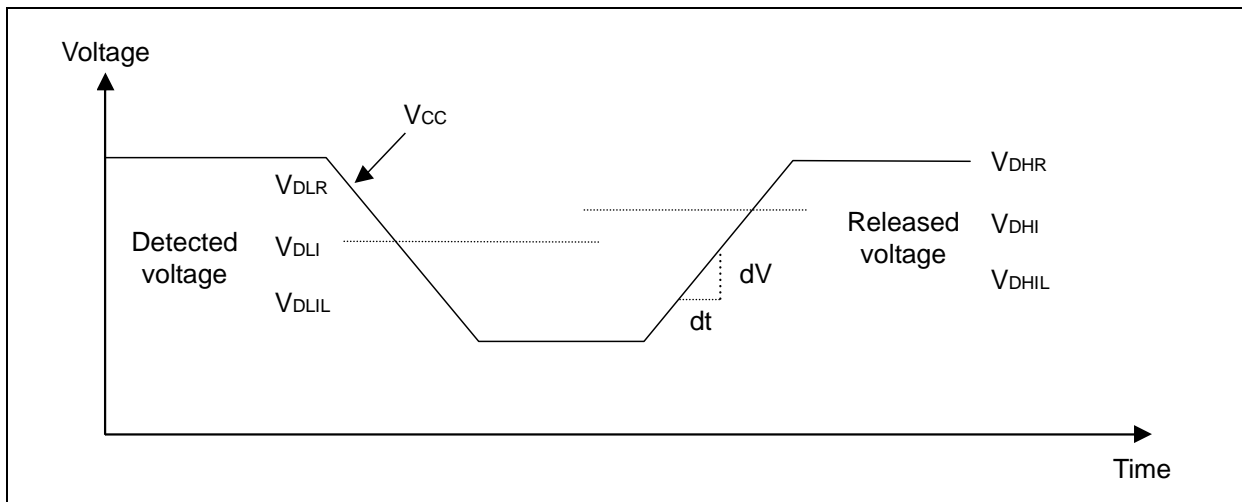 Voltage
VCC
VDLR
VDHR
Detected
voltage
VDLI
Released
voltage
VDHI
VDLIL
dV
VDHIL
dt
Time